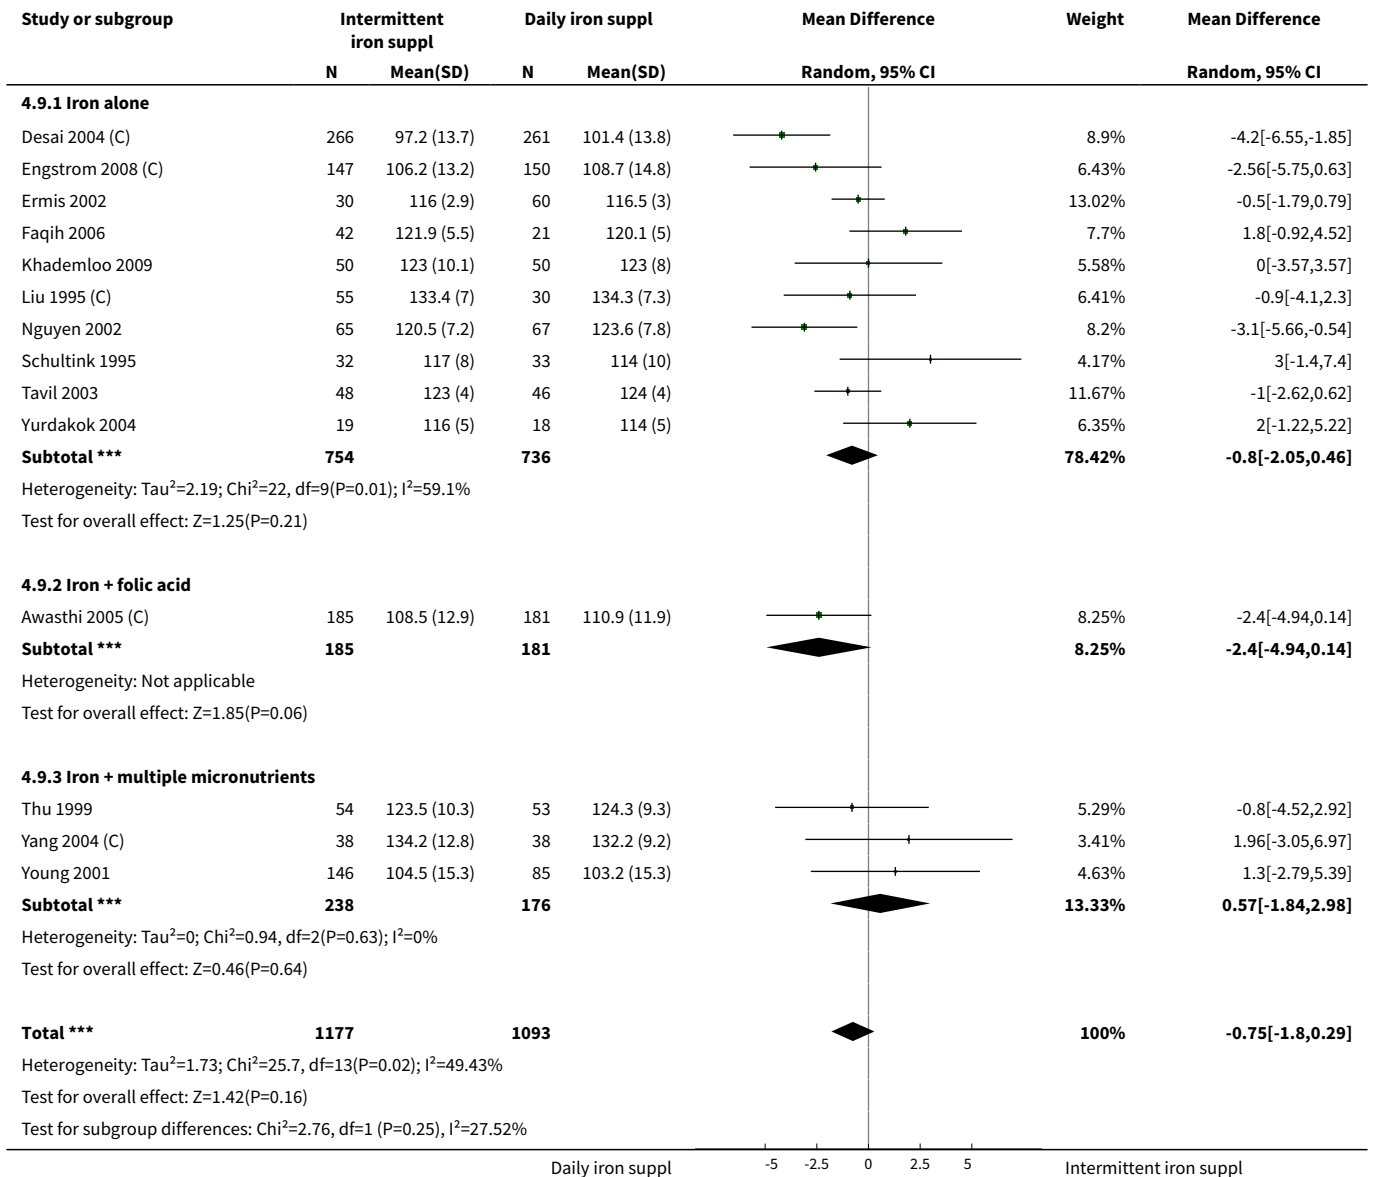 Study or subgroup Intermittent iron suppl Daily iron suppl Mean Difference Weight Mean Difference
N Mean(SD) N Mean(SD) Random, 95% CI Random, 95% CI
4.9.1 Iron alone
Desai 2004 (C) 266 97.2 (13.7) 261 101.4 (13.8) 8.9% -4.2[-6.55,-1.85]
Engstrom 2008 (C) 147 106.2 (13.2) 150 108.7 (14.8) 6.43% -2.56[-5.75,0.63]
Ermis 2002 30 116 (2.9) 60 116.5 (3) 13.02% -0.5[-1.79,0.79]
Faqih 2006 42 121.9 (5.5) 21 120.1 (5) 7.7% 1.8[-0.92,4.52]
Khademloo 2009 50 123 (10.1) 50 123 (8) 5.58% 0[-3.57,3.57]
Liu 1995 (C) 55 133.4 (7) 30 134.3 (7.3) 6.41% -0.9[-4.1,2.3]
Nguyen 2002 65 120.5 (7.2) 67 123.6 (7.8) 8.2% -3.1[-5.66,-0.54]
Schultink 1995 32 117 (8) 33 114 (10) 4.17% 3[-1.4,7.4]
Tavil 2003 48 123 (4) 46 124 (4) 11.67% -1[-2.62,0.62]
Yurdakok 2004 19 116 (5) 18 114 (5) 6.35% 2[-1.22,5.22]
Subtotal *** 754 736 78.42% -0.8[-2.05,0.46]
Heterogeneity: Tau²=2.19; Chi²=22, df=9(P=0.01); I²=59.1%
Test for overall effect: Z=1.25(P=0.21)
4.9.2 Iron + folic acid
Awasthi 2005 (C) 185 108.5 (12.9) 181 110.9 (11.9) 8.25% -2.4[-4.94,0.14]
Subtotal *** 185 181 8.25% -2.4[-4.94,0.14]
Heterogeneity: Not applicable
Test for overall effect: Z=1.85(P=0.06)
4.9.3 Iron + multiple micronutrients
Thu 1999 54 123.5 (10.3) 53 124.3 (9.3) 5.29% -0.8[-4.52,2.92]
Yang 2004 (C) 38 134.2 (12.8) 38 132.2 (9.2) 3.41% 1.96[-3.05,6.97]
Young 2001 146 104.5 (15.3) 85 103.2 (15.3) 4.63% 1.3[-2.79,5.39]
Subtotal *** 238 176 13.33% 0.57[-1.84,2.98]
Heterogeneity: Tau²=0; Chi²=0.94, df=2(P=0.63); I²=0%
Test for overall effect: Z=0.46(P=0.64)
Total *** 1177 1093 100% -0.75[-1.8,0.29]
Heterogeneity: Tau²=1.73; Chi²=25.7, df=13(P=0.02); I²=49.43%
Test for overall effect: Z=1.42(P=0.16)
Test for subgroup differences: Chi²=2.76, df=1 (P=0.25), I²=27.52%
Daily iron suppl -5 -2.5 0 2.5 5 Intermittent iron suppl